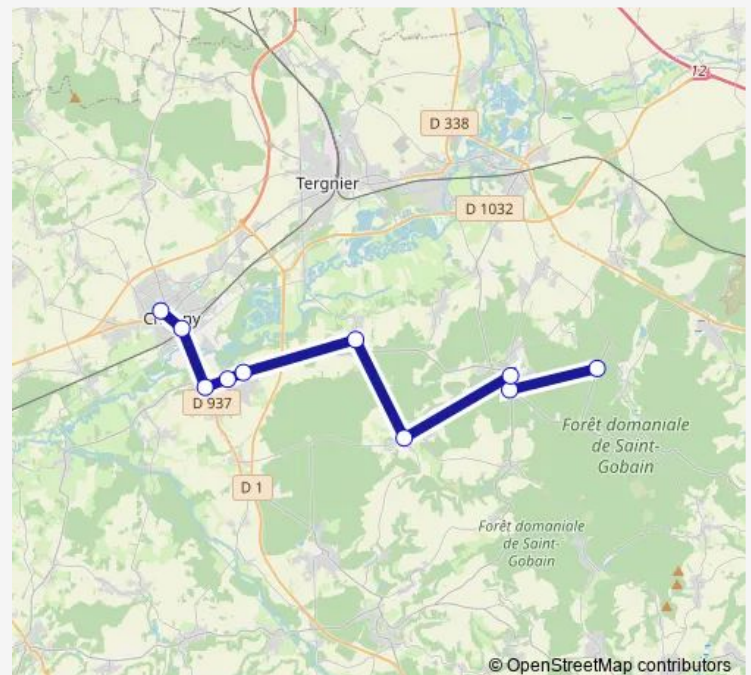 12
D 338
Tergnier
D 1032
D 937
Forêt domaniale
de Saint-
Gobain
D 1
Forêt domaniale
de Saint-
Gobain
© OpenStreetMap contributors